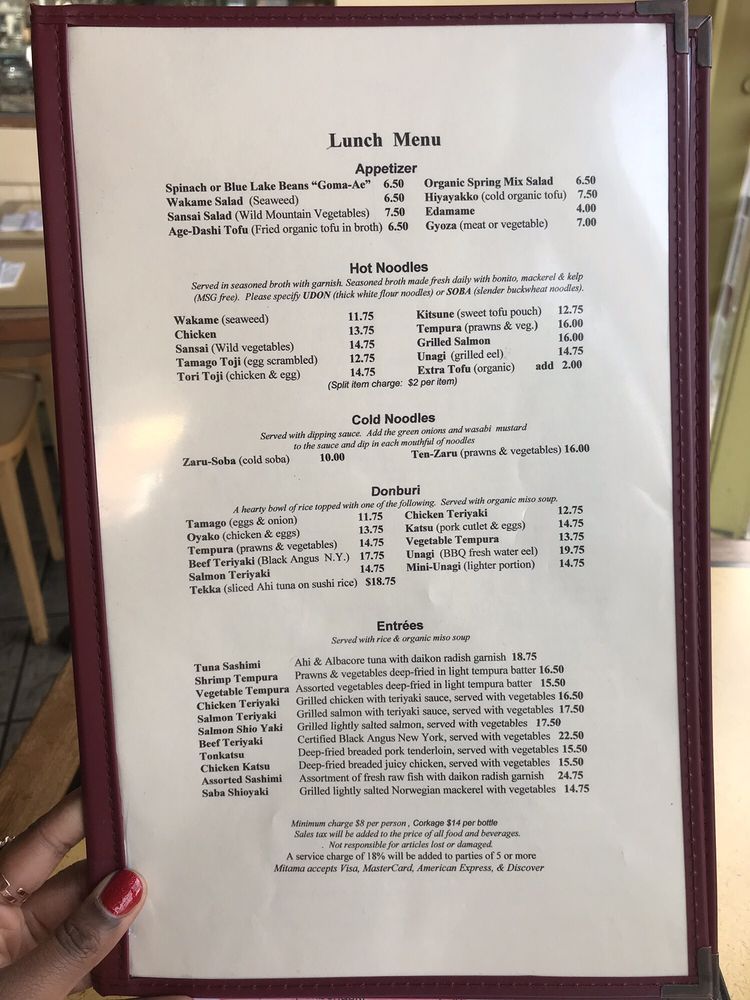 Lunch Menu
Appetizer
Spinach or Blue Lake Beans “Goma-Ae” 6.50
Wakame Salad (Seaweed) 6.50
Sansai Salad (Wild Mountain Vegetables) 7.50
Age-Dashi Tofu (Fried organic tofu in broth) 6.50
Organic Spring Mix Salad 6.50
Hiyayakko (cold organic tofu) 7.50
Edamame 4.00
Gyoza (meat or vegetable) 7.00
Hot Noodles
Served in seasoned broth with garnish. Seasoned broth made fresh daily with bonito, mackerel & kelp
(MSG free). Please specify UDON (thick white flour noodles) or SOBA (slender buckwheat noodles).
Wakame (seaweed) 11.75
Chicken 13.75
Sansai (Wild vegetables) 14.75
Tamago Toji (egg scrambled) 12.75
Tori Toji (chicken & egg) 14.75
Kitsune (sweet tofu pouch) 12.75
Tempura (prawns & veg.) 16.00
Grilled Salmon 16.00
Unagi (grilled eel) 14.75
Extra Tofu (organic) add 2.00
(Split item charge: $2 per item)
Cold Noodles
Served with dipping sauce. Add the green onions and wasabi mustard
to the sauce and dip in each mouthful of noodles
Zaru-Soba (cold soba) 10.00
Ten-Zaru (prawns & vegetables) 16.00
Donburi
A hearty bowl of rice topped with one of the following. Served with organic miso soup.
Tamago (eggs & onion) 11.75
Oyako (chicken & eggs) 13.75
Tempura (prawns & vegetables) 14.75
Beef Teriyaki (Black Angus N.Y.) 17.75
Salmon Teriyaki 14.75
Tekka (sliced Ahi tuna on sushi rice) $18.75
Chicken Teriyaki 12.75
Katsu (pork cutlet & eggs) 14.75
Vegetable Tempura 13.75
Unagi (BBQ fresh water eel) 19.75
Mini-Unagi (lighter portion) 14.75
Entrées
Served with rice & organic miso soup
Tuna Sashimi Ahi & Albacore tuna with daikon radish garnish 18.75
Shrimp Tempura Prawns & vegetables deep-fried in light tempura batter 16.50
Vegetable Tempura Assorted vegetables deep-fried in light tempura batter 15.50
Chicken Teriyaki Grilled chicken with teriyaki sauce, served with vegetables 16.50
Salmon Teriyaki Grilled salmon with teriyaki sauce, served with vegetables 17.50
Salmon Shio Yaki Grilled lightly salted salmon, served with vegetables 17.50
Beef Teriyaki Certified Black Angus New York, served with vegetables 22.50
Tonkatsu Deep-fried breaded pork tenderloin, served with vegetables 15.50
Chicken Katsu Deep-fried breaded juicy chicken, served with vegetables 15.50
Assorted Sashimi Assortment of fresh raw fish with daikon radish garnish 24.75
Saba Shioyaki Grilled lightly salted Norwegian mackerel with vegetables 14.75
Minimum charge $8 per person , Corkage $14 per bottle
Sales tax will be added to the price of all food and beverages.
. Not responsible for articles lost or damaged.
A service charge of 18% will be added to parties of 5 or more
Mitama accepts Visa, MasterCard, American Express, & Discover